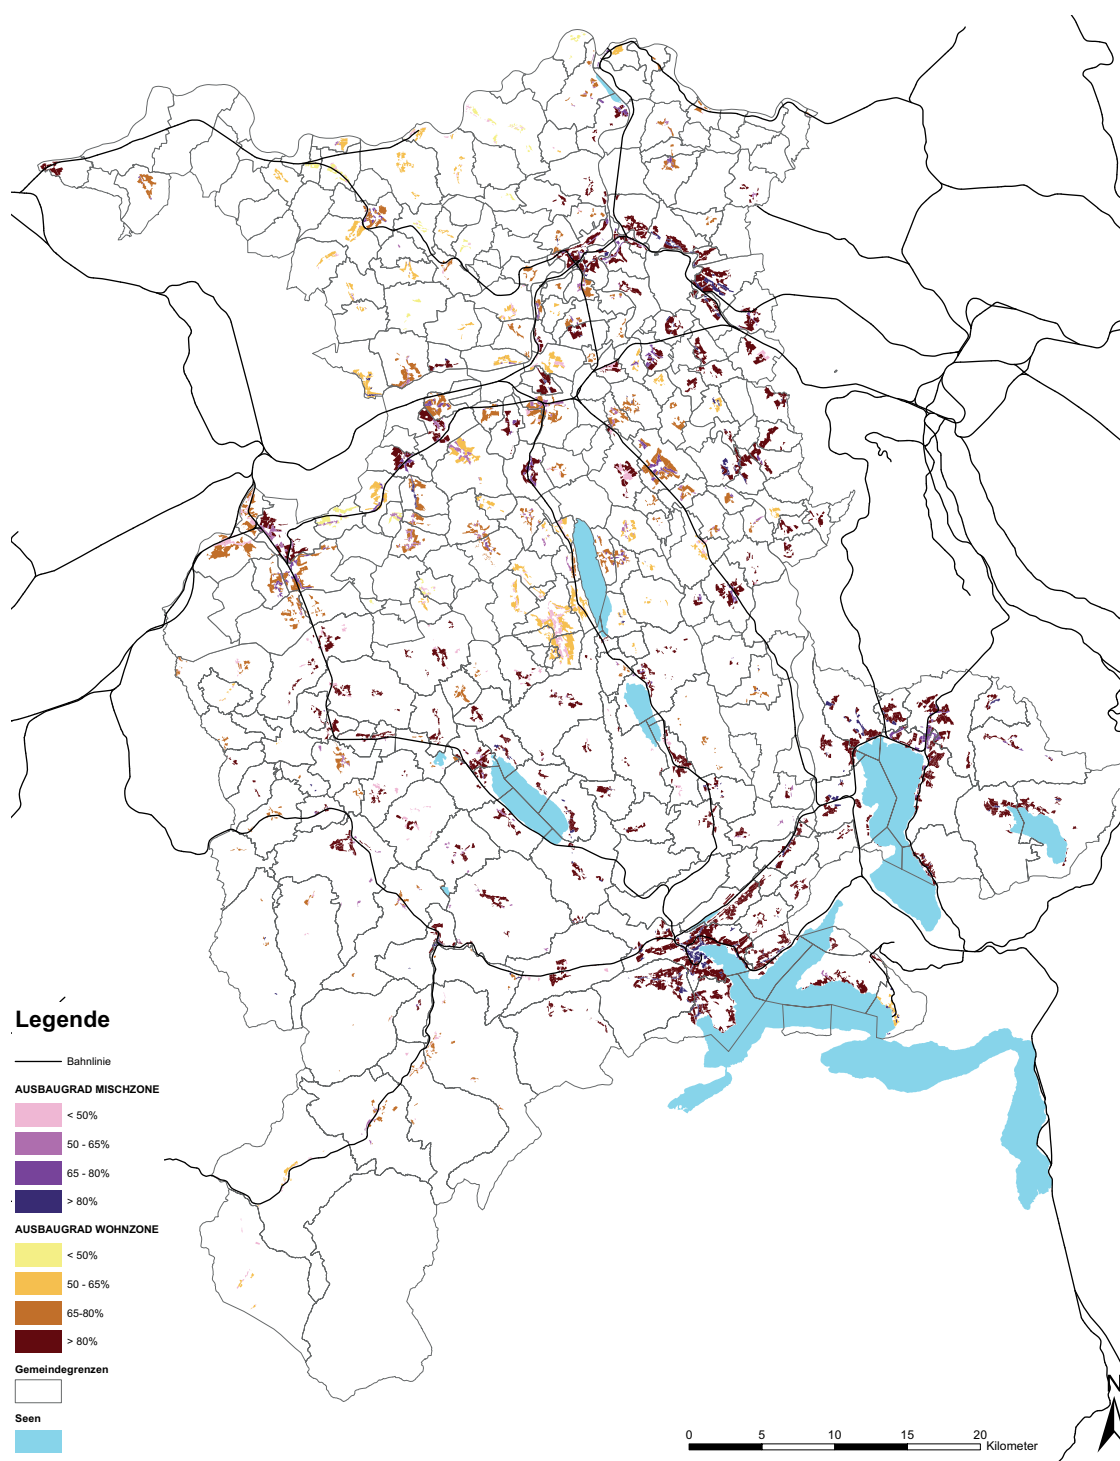 Legende
Bahnlinie
AUSBAUGRAD MISCHZONE
< 50%
50 - 65%
65 - 80%
> 80%
AUSBAUGRAD WOHNZONE
< 50%
50 - 65%
65-80%
> 80%
Gemeindegrenzen
Seen
0 5 10 15 20
Kilometer
N